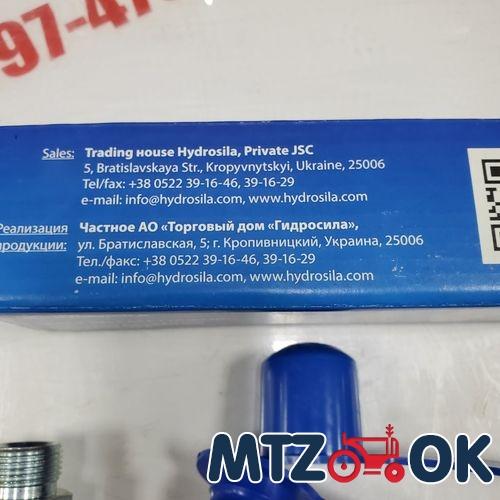 97-4
Sales: Trading house Hydrosila, Private JSC
5, Bratislavskaya Str., Kropyvnytskyi, Ukraine, 25006
Tel/fax: +38 0522 39-16-46, 39-16-29
e-mail: info@hydrosila.com, www.hydrosila.com
Реализация продукции: Частное АО «Торговый дом «Гидросила»,
ул. Братиславская, 5; г. Кропивницкий, Украина, 25006
Тел./факс: +38 0522 39-16-46, 39-16-29
e-mail: info@hydrosila.com, www.hydrosila.com
MTZ OK